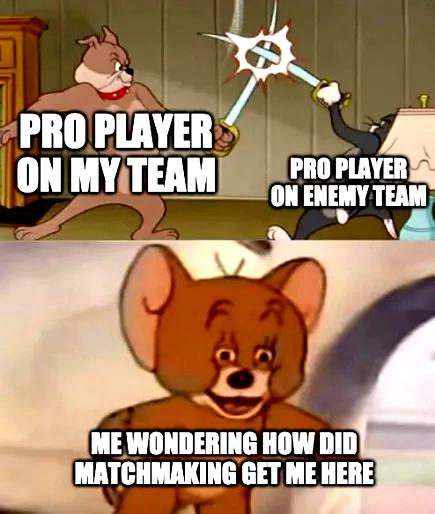 PRO PLAYER
ON MY TEAM
PRO PLAYER
ON ENEMY TEAM
ME WONDERING HOW DID
MATCHMAKING GET ME HERE